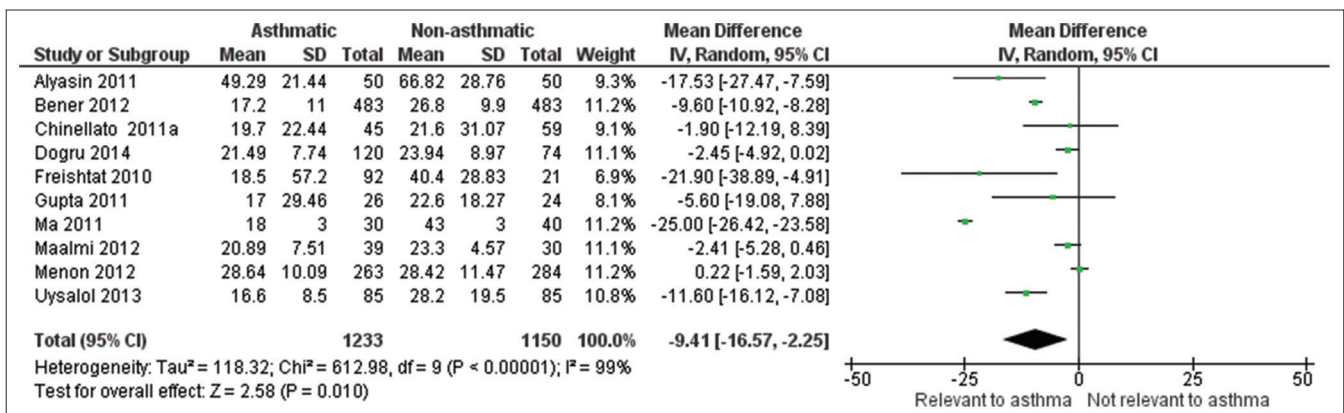 Asthmatic Non-asthmatic Mean Difference Mean Difference
Study or Subgroup Mean SD Total Mean SD Total Weight IV, Random, 95% CI IV, Random, 95% CI
Alyasin 2011 49.29 21.44 50 66.82 28.76 50 9.3% -17.53 [-27.47, -7.59]
Bener 2012 17.2 11 483 26.8 9.9 483 11.2% -9.60 [-10.92, -8.28]
Chinellato 2011a 19.7 22.44 45 21.6 31.07 59 9.1% -1.90 [-12.19, 8.39]
Dogru 2014 21.49 7.74 120 23.94 8.97 74 11.1% -2.45 [-4.92, 0.02]
Freishtat 2010 18.5 57.2 92 40.4 28.83 21 6.9% -21.90 [-38.89, -4.91]
Gupta 2011 17 29.46 26 22.6 18.27 24 8.1% -5.60 [-19.08, 7.88]
Ma 2011 18 3 30 43 3 40 11.2% -25.00 [-26.42, -23.58]
Maalmi 2012 20.89 7.51 39 23.3 4.57 30 11.1% -2.41 [-5.28, 0.46]
Menon 2012 28.64 10.09 263 28.42 11.47 284 11.2% 0.22 [-1.59, 2.03]
Uysalol 2013 16.6 8.5 85 28.2 19.5 85 10.8% -11.60 [-16.12, -7.08]
Total (95% CI) 1233 1150 100.0% -9.41 [-16.57, -2.25]
Heterogeneity: Tau² = 118.32; Chi² = 612.98, df = 9 (P < 0.00001); I² = 99%
Test for overall effect: Z = 2.58 (P = 0.010)
-50 -25 0 25 50
Relevant to asthma Not relevant to asthma